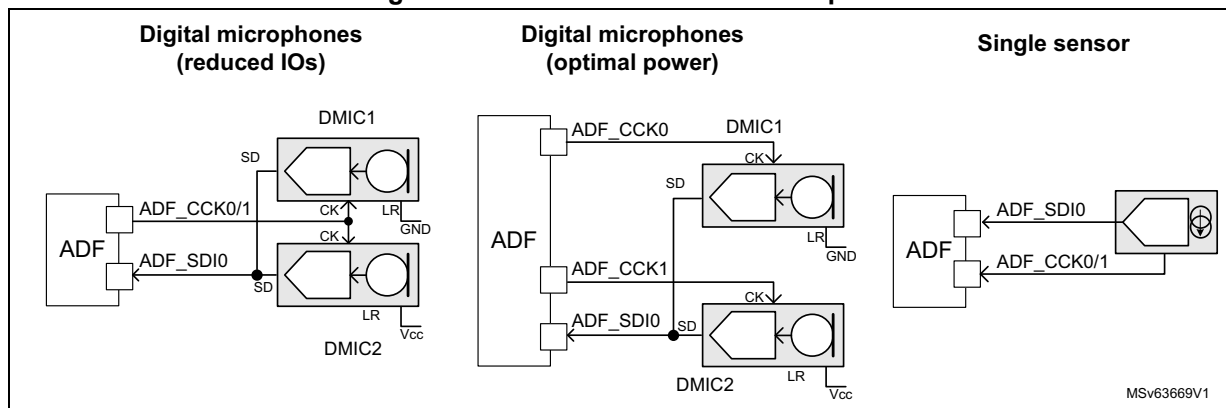 Digital microphones
(reduced IOs)
DMIC1
SD
CK
LR
GND
ADF_CCK0/1
ADF
ADF_SDI0
CK
SD
LR
Vcc
DMIC2
Digital microphones
(optimal power)
ADF_CCK0
DMIC1
CK
SD
LR
GND
ADF
ADF_CCK1
CK
ADF_SDI0
SD
LR
Vcc
DMIC2
Single sensor
ADF_SDI0
ADF
ADF_CCK0/1
MSv63669V1